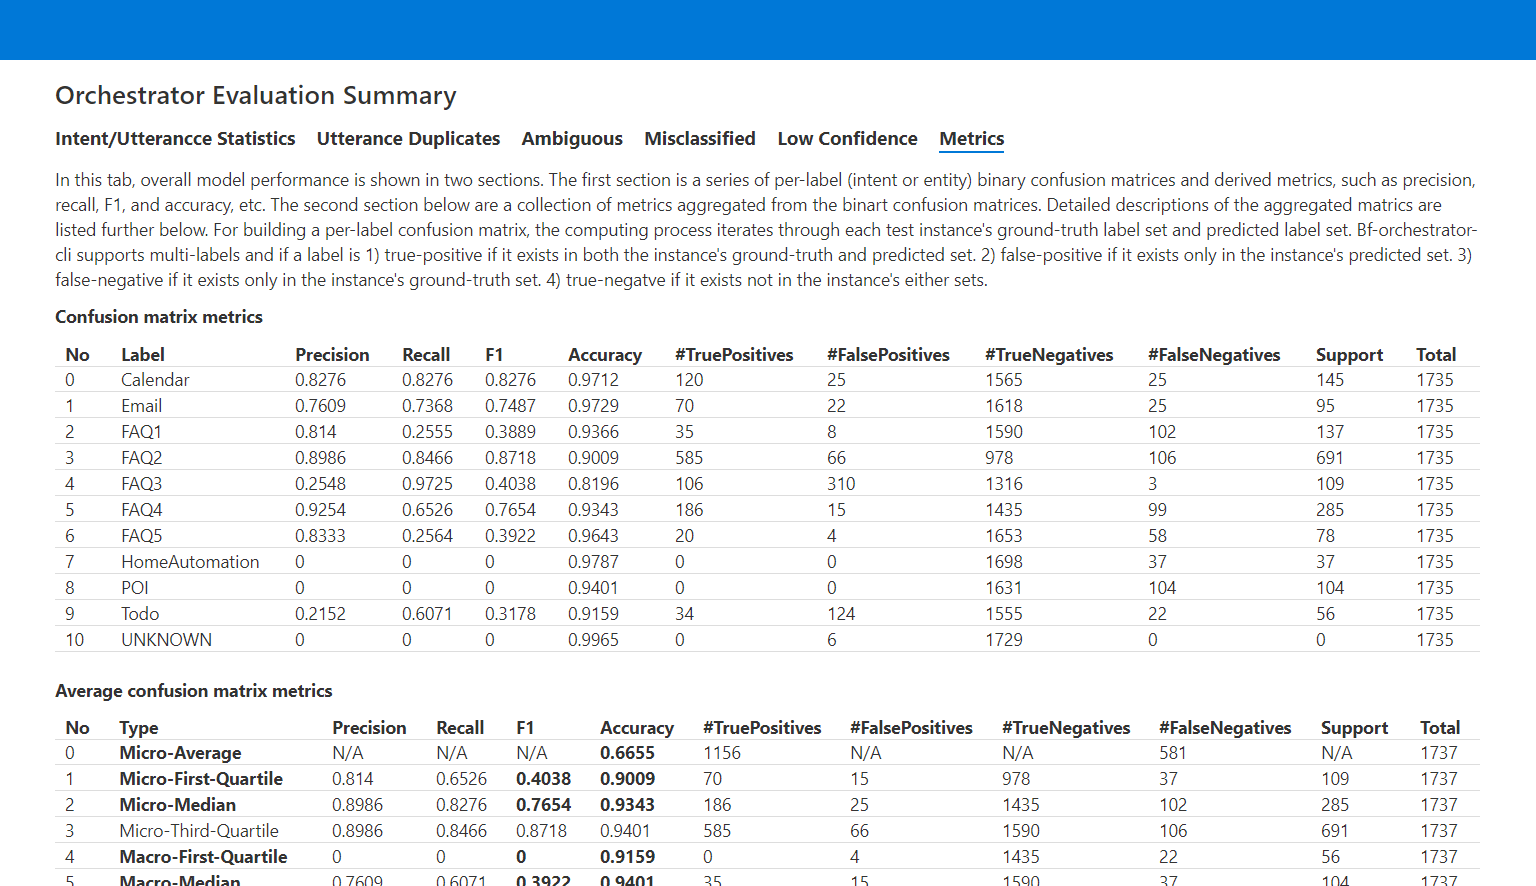 Orchestrator Evaluation Summary
Intent/Utterancce Statistics Utterance Duplicates Ambiguous Misclassified Low Confidence Metrics
In this tab, overall model performance is shown in two sections. The first section is a series of per-label (intent or entity) binary confusion matrices and derived metrics, such as precision,
recall, F1, and accuracy, etc. The second section below are a collection of metrics aggregated from the binart confusion matrices. Detailed descriptions of the aggregated matrics are
listed further below. For building a per-label confusion matrix, the computing process iterates through each test instance's ground-truth label set and predicted label set. Bf-orchestrator-
cli supports multi-labels and if a label is 1) true-positive if it exists in both the instance's ground-truth and predicted set. 2) false-positive if it exists only in the instance's predicted set. 3)
false-negative if it exists only in the instance's ground-truth set. 4) true-negatve if it exists not in the instance's either sets.
Confusion matrix metrics
No Label Precision Recall F1 Accuracy #TruePositives #FalsePositives #TrueNegatives #FalseNegatives Support Total
0 Calendar 0.8276 0.8276 0.8276 0.9712 120 25 1565 25 145 1735
1 Email 0.7609 0.7368 0.7487 0.9729 70 22 1618 25 95 1735
2 FAQ1 0.814 0.2555 0.3889 0.9366 35 8 1590 102 137 1735
3 FAQ2 0.8986 0.8466 0.8718 0.9009 585 66 978 106 691 1735
4 FAQ3 0.2548 0.9725 0.4038 0.8196 106 310 1316 3 109 1735
5 FAQ4 0.9254 0.6526 0.7654 0.9343 186 15 1435 99 285 1735
6 FAQ5 0.8333 0.2564 0.3922 0.9643 20 4 1653 58 78 1735
7 HomeAutomation 0 0 0 0.9787 0 0 1698 37 37 1735
8 POI 0 0 0 0.9401 0 0 1631 104 104 1735
9 Todo 0.2152 0.6071 0.3178 0.9159 34 124 1555 22 56 1735
10 UNKNOWN 0 0 0 0.9965 0 6 1729 0 0 1735
Average confusion matrix metrics
No Type Precision Recall F1 Accuracy #TruePositives #FalsePositives #TrueNegatives #FalseNegatives Support Total
0 Micro-Average N/A N/A N/A 0.6655 1156 N/A N/A 581 N/A 1737
1 Micro-First-Quartile 0.814 0.6526 0.4038 0.9009 70 15 978 37 109 1737
2 Micro-Median 0.8986 0.8276 0.7654 0.9343 186 25 1435 102 285 1737
3 Micro-Third-Quartile 0.8986 0.8466 0.8718 0.9401 585 66 1590 106 691 1737
4 Macro-First-Quartile 0 0 0 0.9159 0 4 1435 22 56 1737
5 Macro-Median 0.7609 0.6071 0.3922 0.9401 35 15 1590 37 104 1737